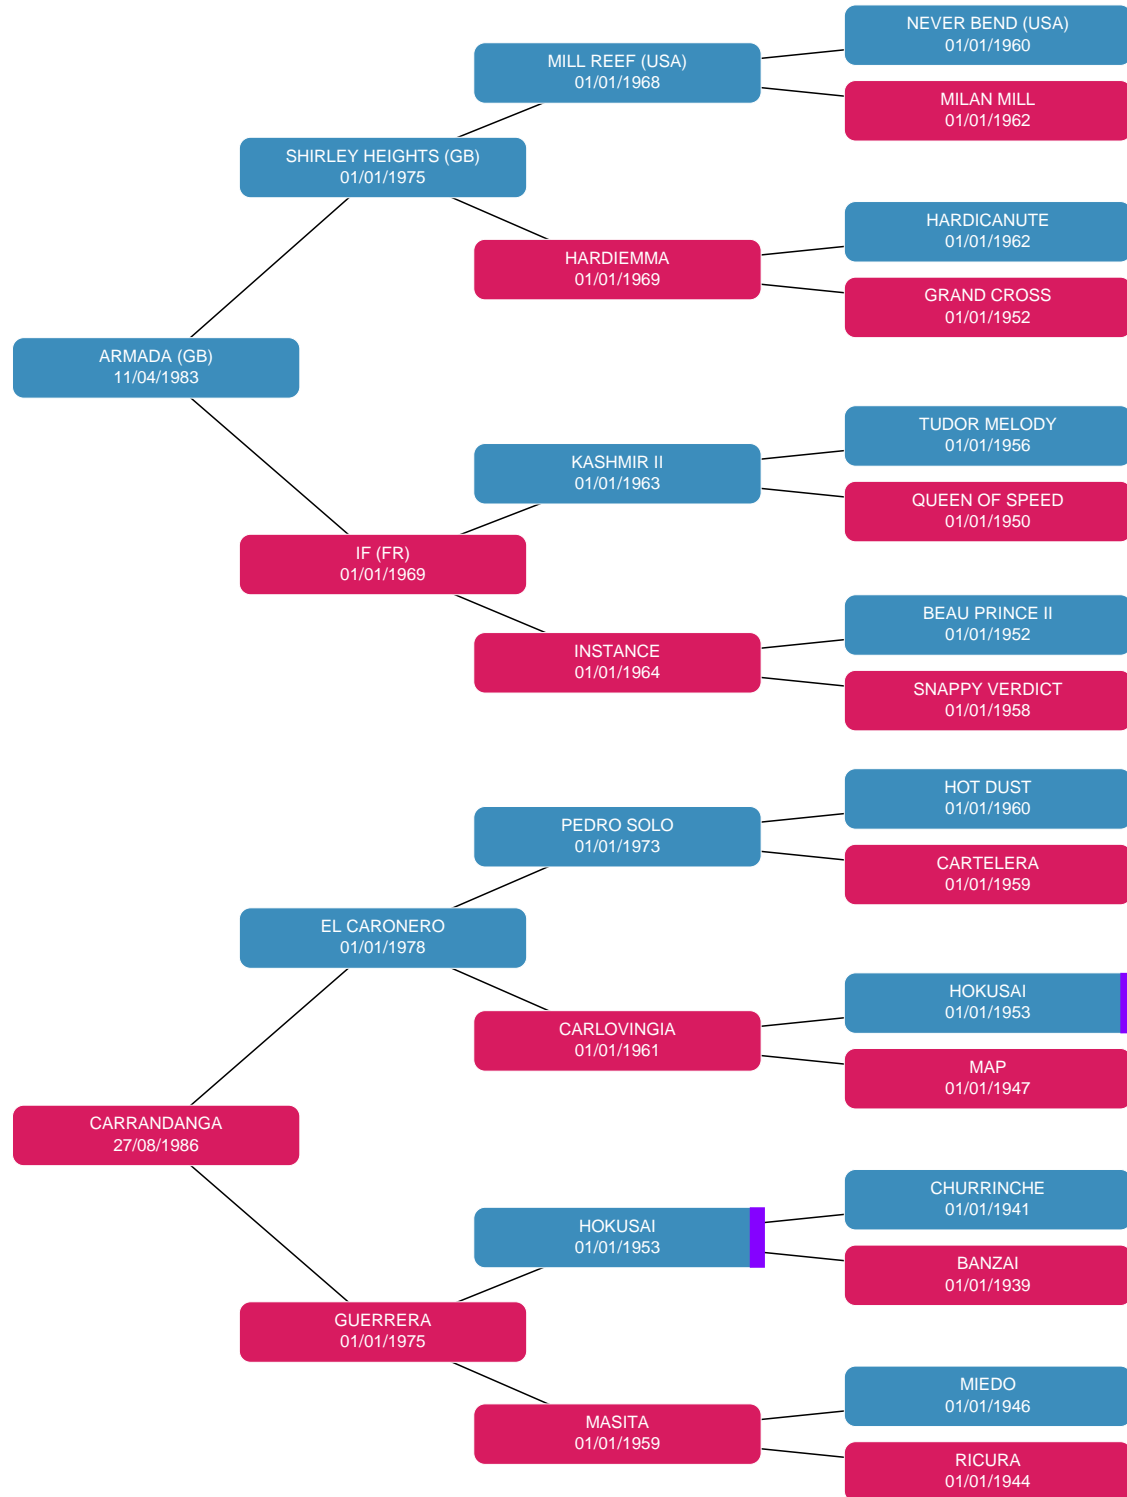 NEVER BEND (USA)
01/01/1960
MILL REEF (USA)
01/01/1968
MILAN MILL
01/01/1962
SHIRLEY HEIGHTS (GB)
01/01/1975
HARDICANUTE
01/01/1962
HARDIEMMA
01/01/1969
GRAND CROSS
01/01/1952
ARMADA (GB)
11/04/1983
TUDOR MELODY
01/01/1956
KASHMIR II
01/01/1963
QUEEN OF SPEED
01/01/1950
IF (FR)
01/01/1969
BEAU PRINCE II
01/01/1952
INSTANCE
01/01/1964
SNAPPY VERDICT
01/01/1958
HOT DUST
01/01/1960
PEDRO SOLO
01/01/1973
CARTELERA
01/01/1959
EL CARONERO
01/01/1978
HOKUSAI
01/01/1953
CARLOVINGIA
01/01/1961
MAP
01/01/1947
CARRANDANGA
27/08/1986
CHURRINCHE
01/01/1941
HOKUSAI
01/01/1953
BANZAI
01/01/1939
GUERRERA
01/01/1975
MIEDO
01/01/1946
MASITA
01/01/1959
RICURA
01/01/1944